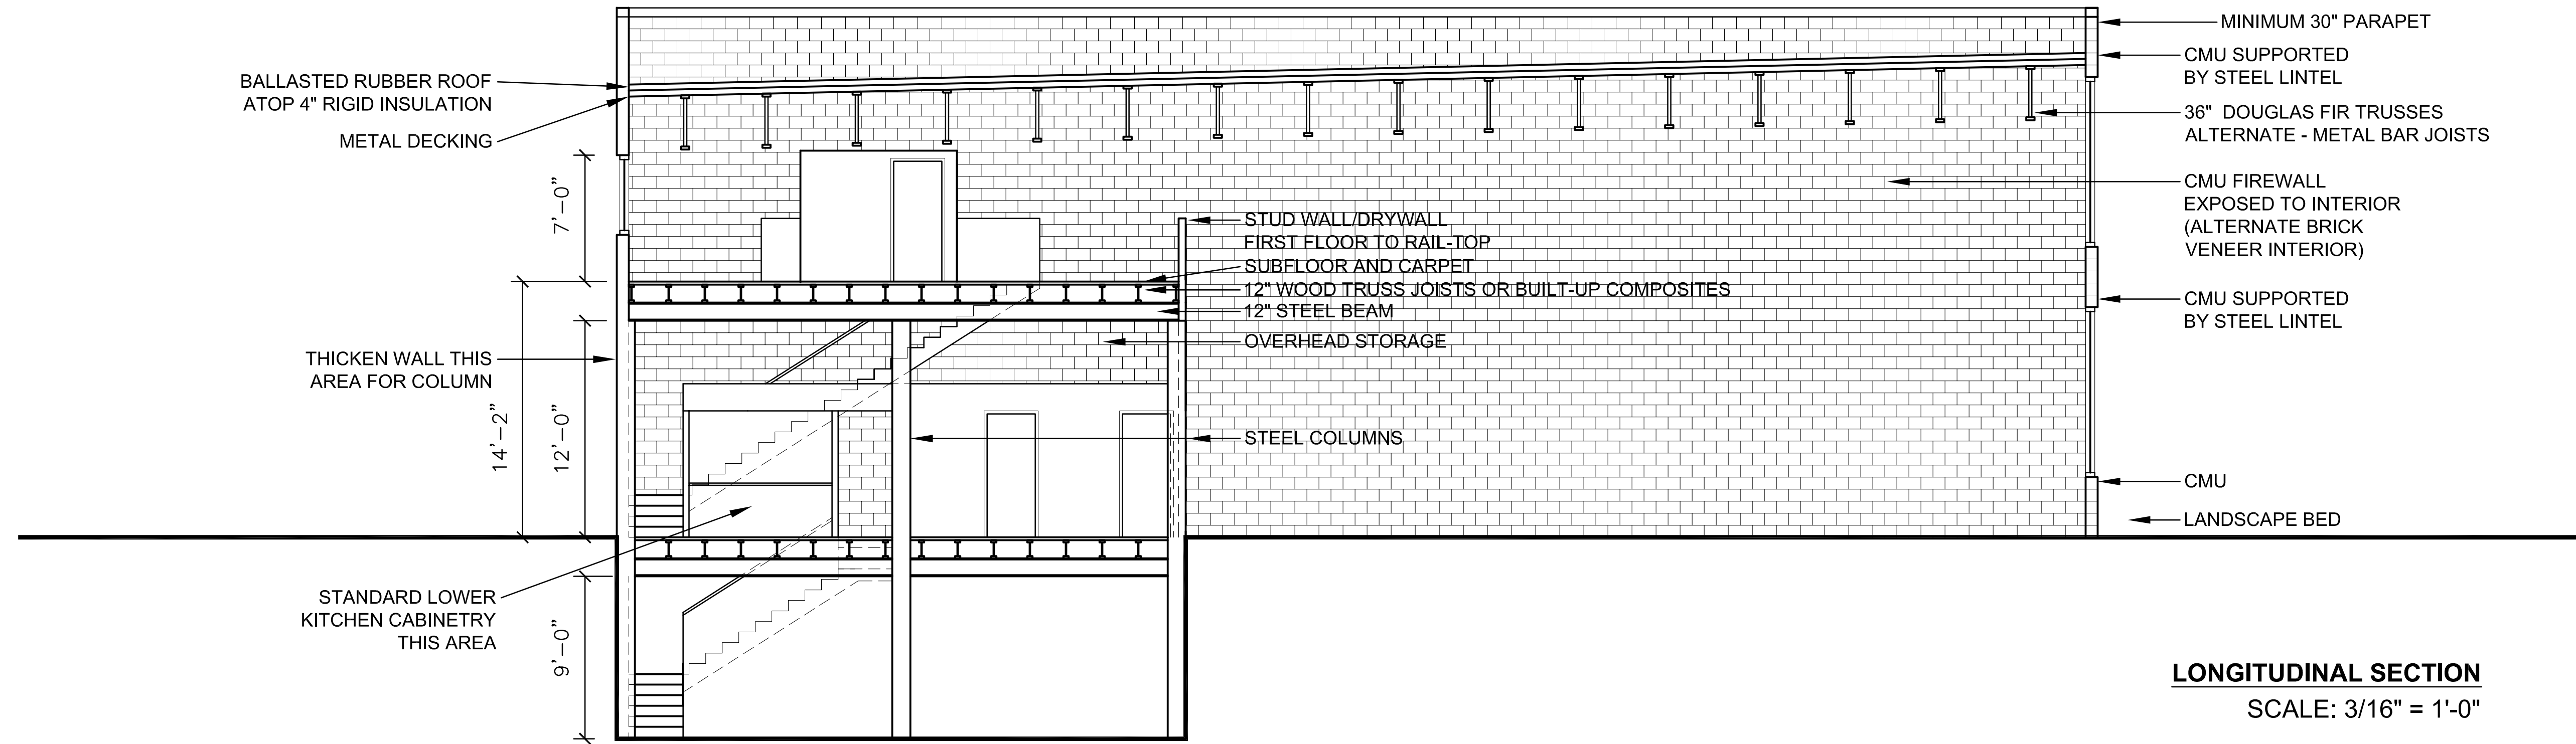 BALLASTED RUBBER ROOF
ATOP 4" RIGID INSULATION
METAL DECKING
7'-0"
THICKEN WALL THIS
AREA FOR COLUMN
14'-2"
12'-0"
STANDARD LOWER
KITCHEN CABINETRY
THIS AREA
9'-0"
STUD WALL/DRYWALL
FIRST FLOOR TO RAIL-TOP
SUBFLOOR AND CARPET
12" WOOD TRUSS JOISTS OR BUILT-UP COMPOSITES
12" STEEL BEAM
OVERHEAD STORAGE
STEEL COLUMNS
MINIMUM 30" PARAPET
CMU SUPPORTED
BY STEEL LINTEL
36" DOUGLAS FIR TRUSSES
ALTERNATE - METAL BAR JOISTS
CMU FIREWALL
EXPOSED TO INTERIOR
(ALTERNATE BRICK
VENEER INTERIOR)
CMU SUPPORTED
BY STEEL LINTEL
CMU
LANDSCAPE BED
LONGITUDINAL SECTION
SCALE: 3/16" = 1'-0"